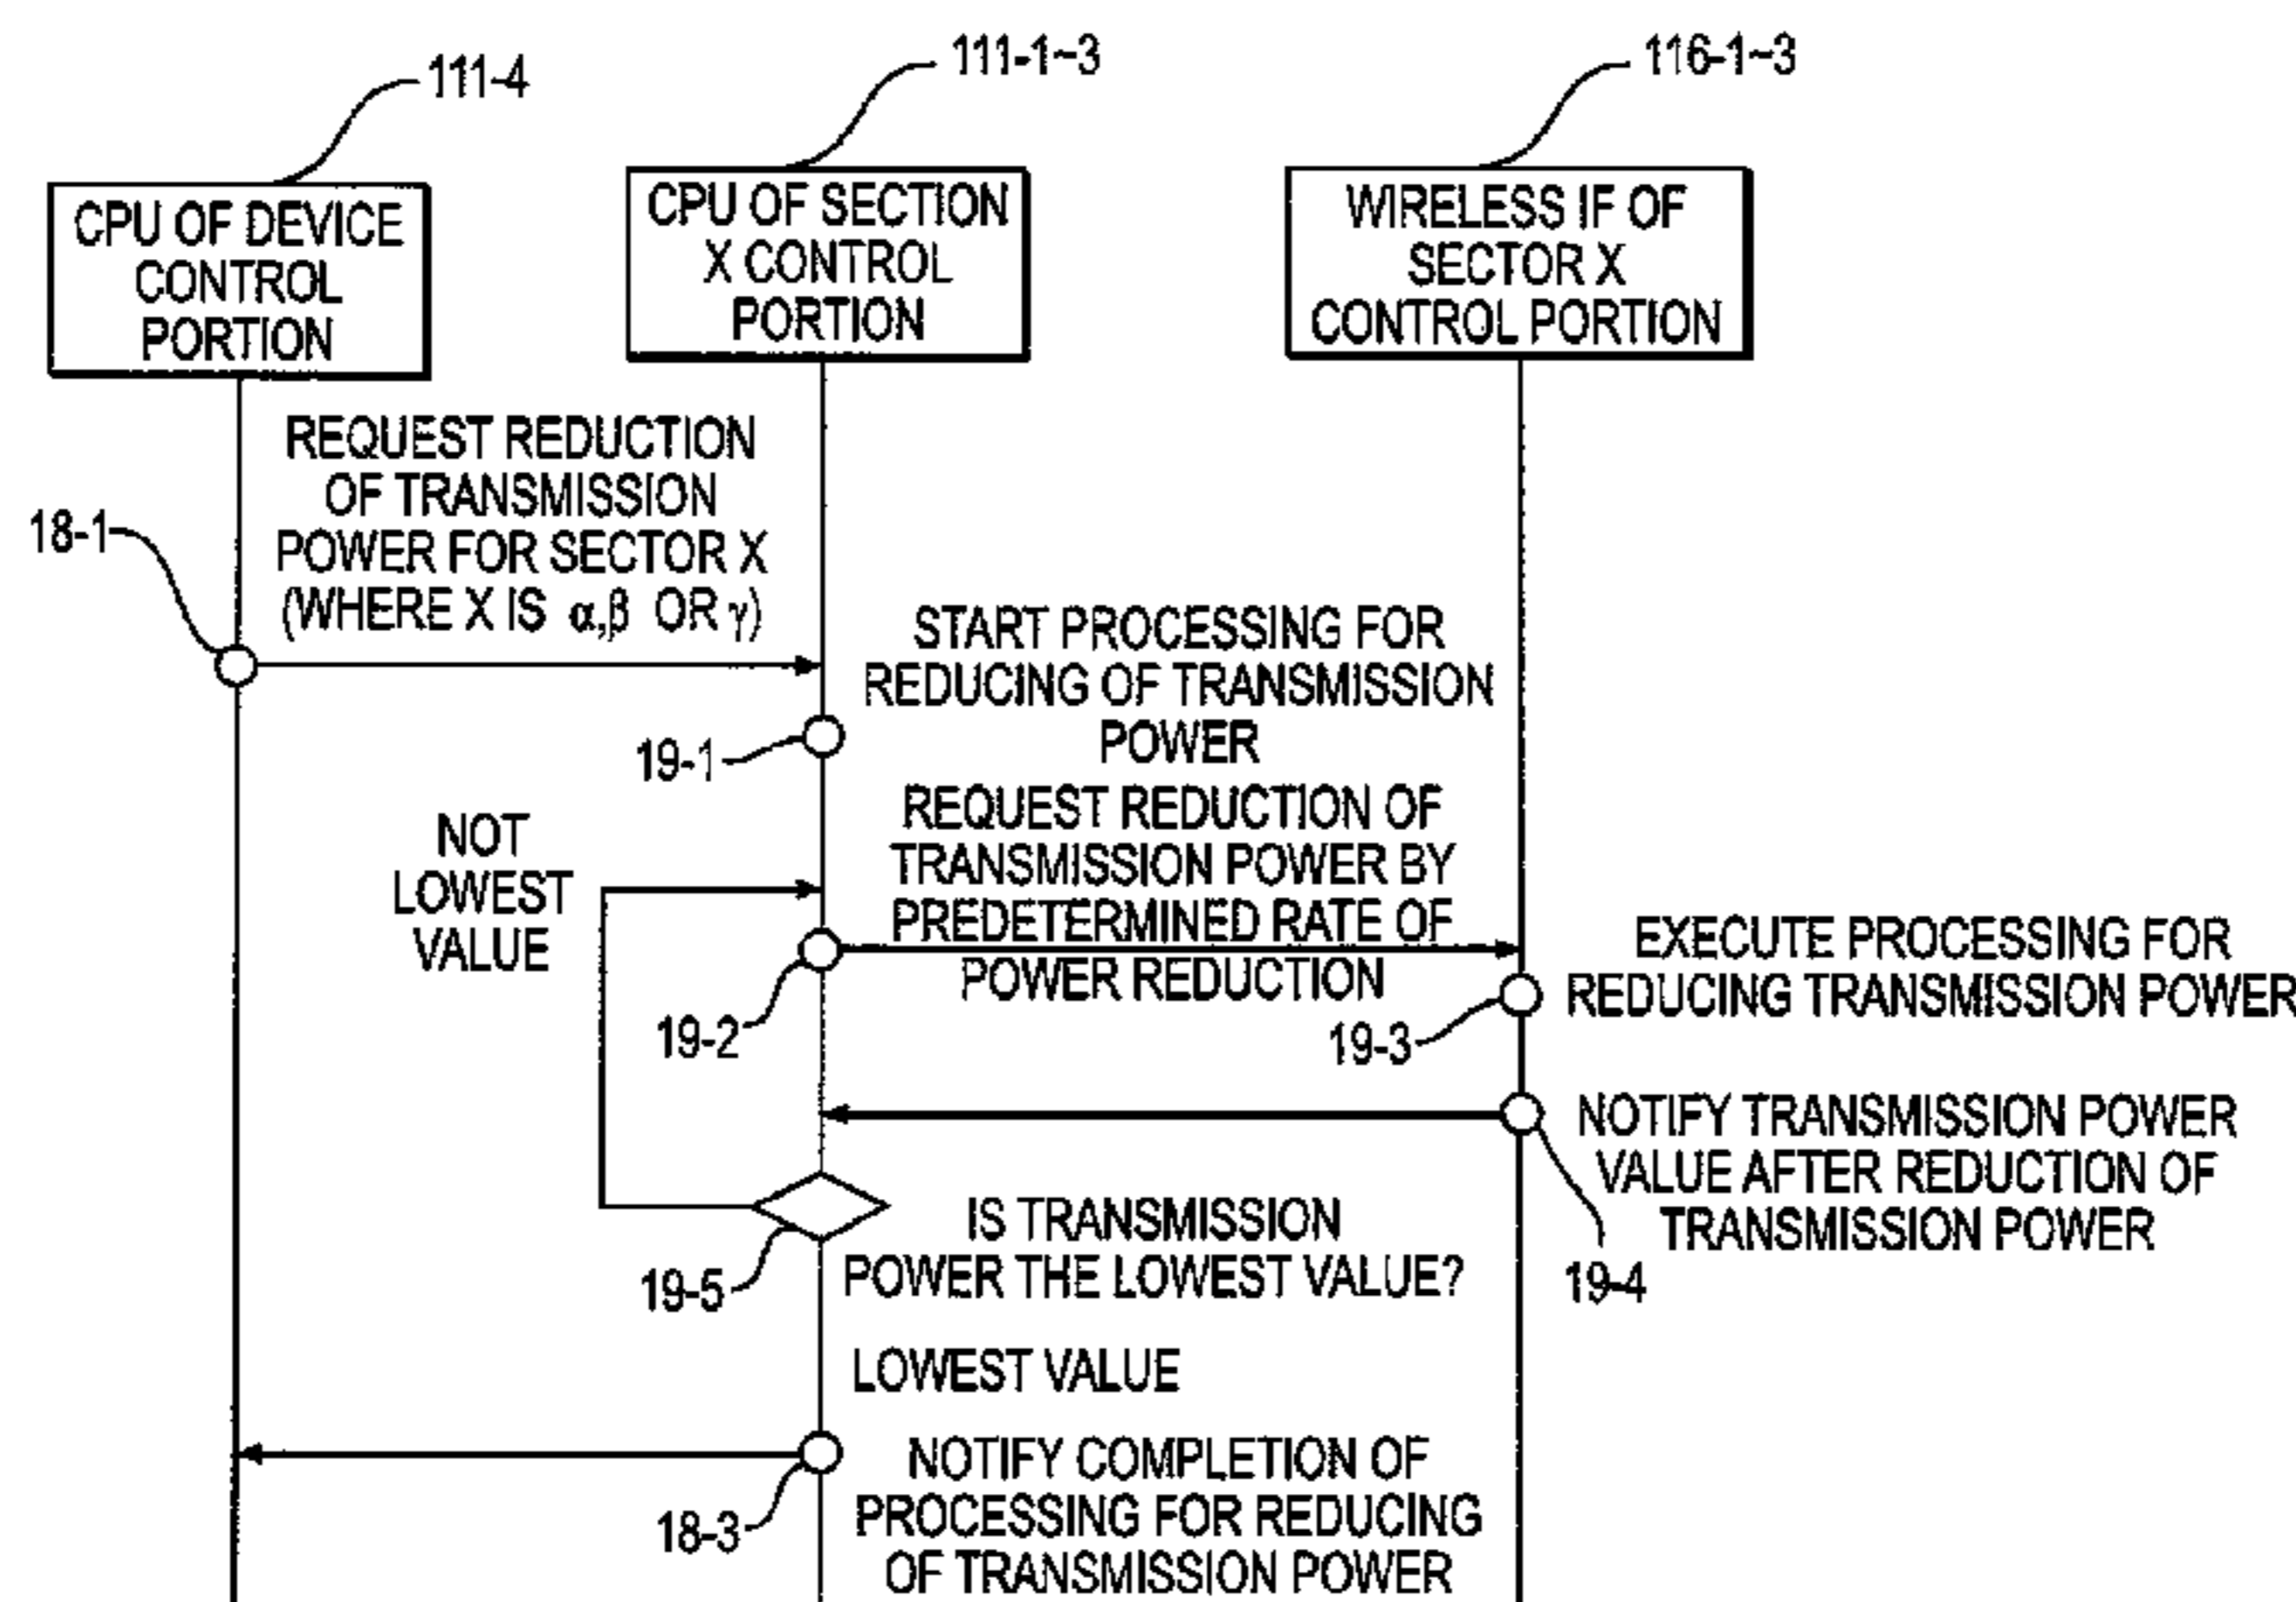 111-4
111-1~3
116-1~3
CPU OF DEVICE
CONTROL
PORTION
CPU OF SECTION
X CONTROL
PORTION
WIRELESS IF OF
SECTOR X
CONTROL PORTION
REQUEST REDUCTION
OF TRANSMISSION
POWER FOR SECTOR X
(WHERE X IS α,β OR γ)
18-1
START PROCESSING FOR
REDUCING OF TRANSMISSION
POWER
19-1
NOT
LOWEST
VALUE
REQUEST REDUCTION OF
TRANSMISSION POWER BY
PREDETERMINED RATE OF
POWER REDUCTION
19-2
EXECUTE PROCESSING FOR
REDUCING TRANSMISSION POWER
19-3
NOTIFY TRANSMISSION POWER
VALUE AFTER REDUCTION OF
TRANSMISSION POWER
19-4
IS TRANSMISSION
POWER THE LOWEST VALUE?
19-5
LOWEST VALUE
NOTIFY COMPLETION OF
PROCESSING FOR REDUCING
OF TRANSMISSION POWER
18-3